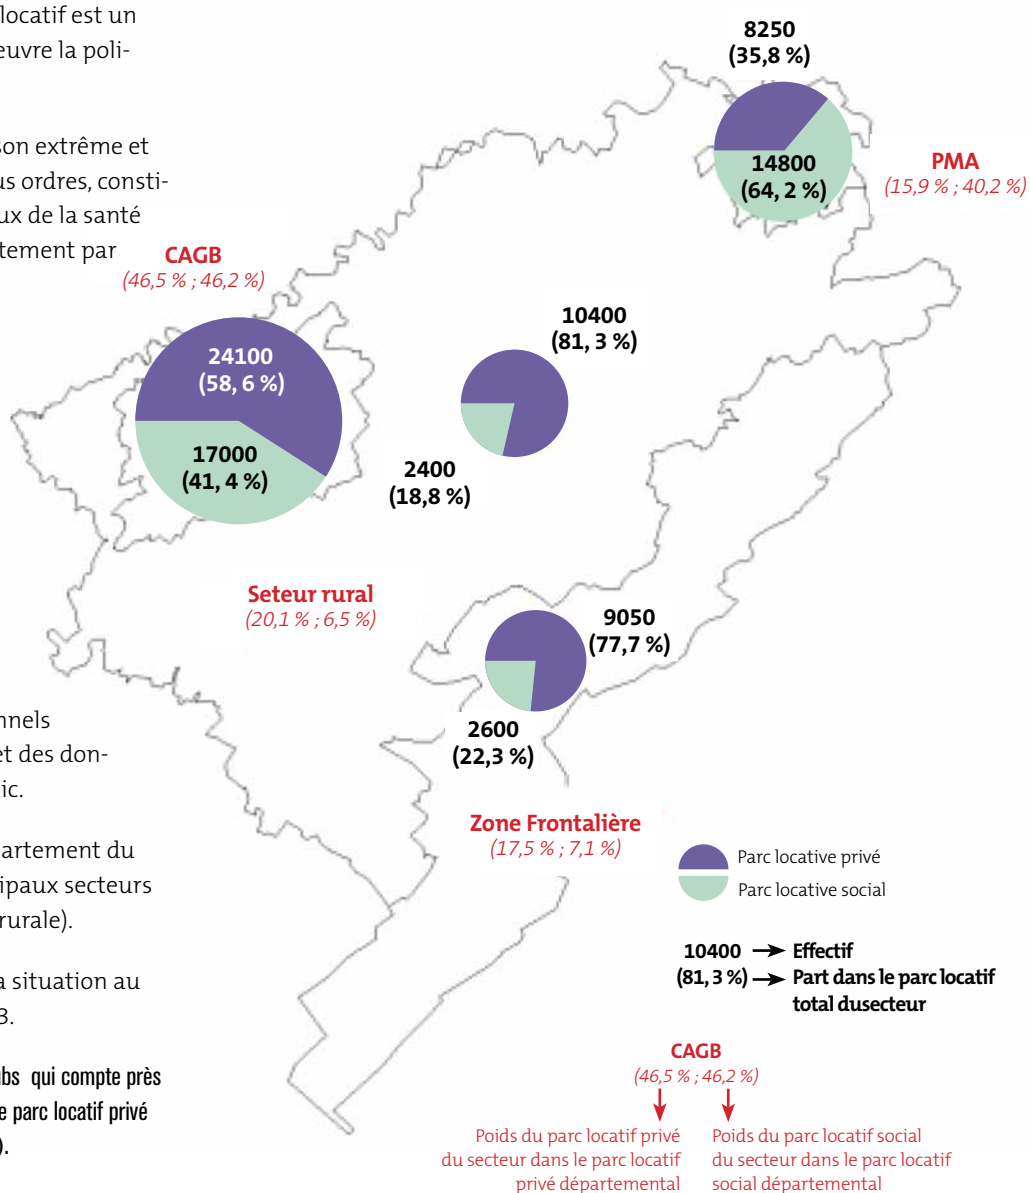 locatif est un
œuvre la poli-
son extrême et
us ordres, consti-
ux de la santé
tement par
nnels
et des don-
ic.
partement du
cipaux secteurs
rurale).
a situation au
3.
ubs qui compte près
e parc locatif privé
).
8250
(35,8 %)
14800
(64, 2 %)
PMA
(15,9 % ; 40,2 %)
CAGB
(46,5 % ; 46,2 %)
24100
(58, 6 %)
17000
(41, 4 %)
10400
(81, 3 %)
2400
(18,8 %)
Seteur rural
(20,1 % ; 6,5 %)
9050
(77,7 %)
2600
(22,3 %)
Zone Frontalière
(17,5 % ; 7,1 %)
Parc locative privé
Parc locative social
10400 → Effectif
(81, 3 %) → Part dans le parc locatif
total dusecteur
CAGB
(46,5 % ; 46,2 %)
Poids du parc locatif privé
du secteur dans le parc locatif
privé départemental
Poids du parc locatif social
du secteur dans le parc locatif
social départemental